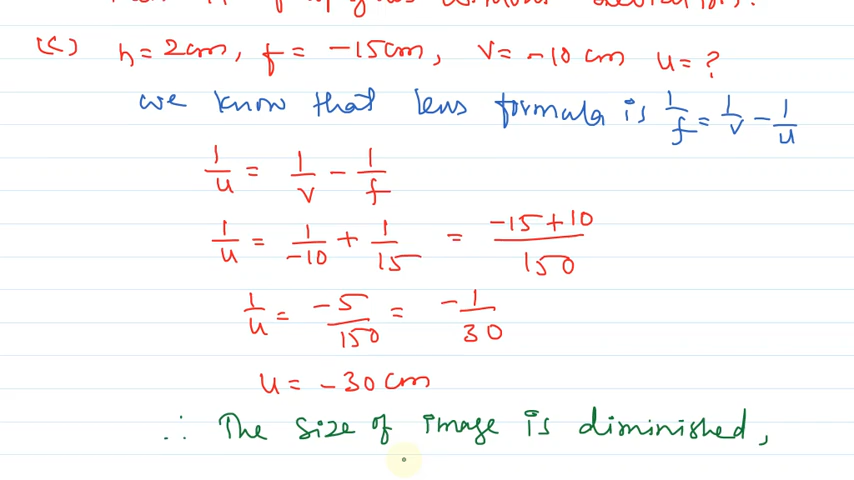 (c) h = 2cm, f = -15cm, v = -10 cm u = ?
we know that lens formula is 1/f = 1/v - 1/u
1/u = 1/v - 1/f
1/u = 1/-10 + 1/15 = -15+10/150
1/u = -5/150 = -1/30
u = -30 cm
∴ The size of image is diminished,